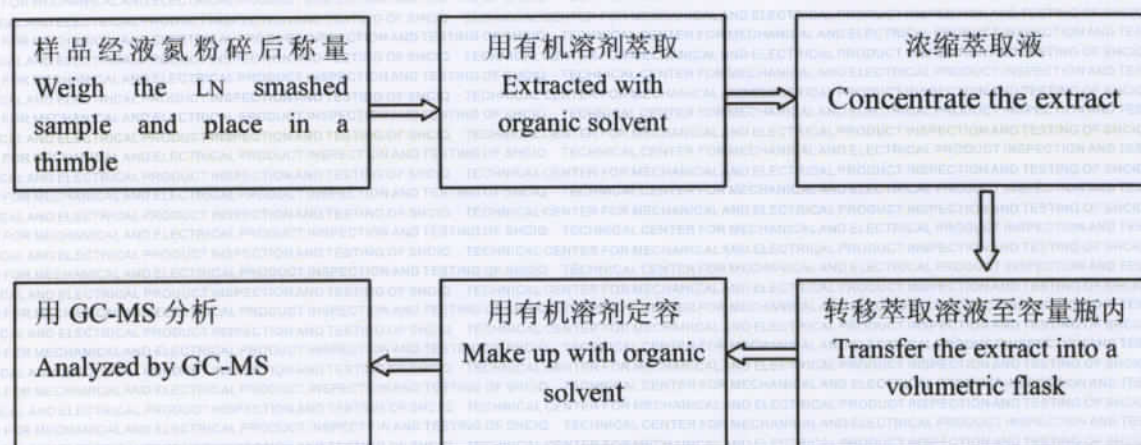 样品经液氮粉碎后称量
Weigh the LN₂ smashed
sample and place in a
thimble
用有机溶剂萃取
Extracted with
organic solvent
浓缩萃取液
Concentrate the extract
转移萃取溶液至容量瓶内
Transfer the extract into a
volumetric flask
用有机溶剂定容
Make up with organic
solvent
用 GC-MS 分析
Analyzed by GC-MS